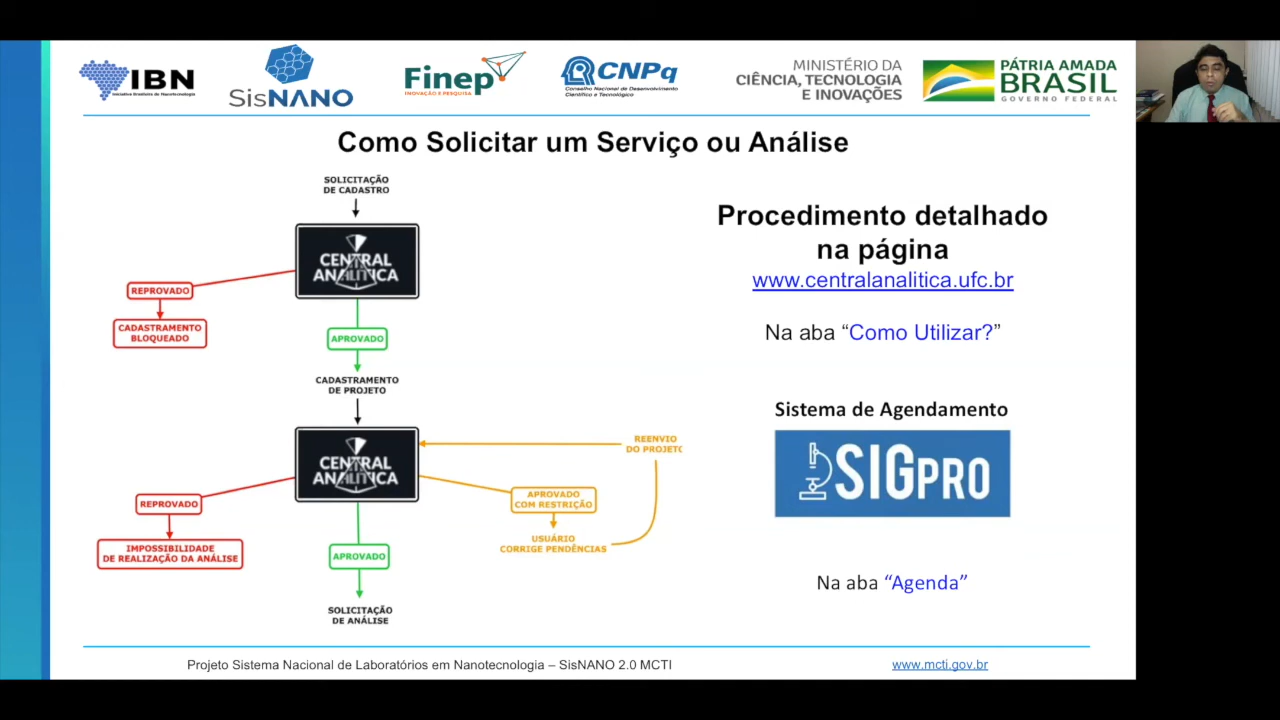 IBN
Iniciativa Brasileira de Nanotecnologia
SisNANO
Finep
INOVAÇÃO E PESQUISA
CNPq
Conselho Nacional de Desenvolvimento
Científico e Tecnológico
MINISTÉRIO DA
CIÊNCIA, TECNOLOGIA
E INOVAÇÕES
PÁTRIA AMADA
BRASIL
GOVERNO FEDERAL
Como Solicitar um Serviço ou Análise
SOLICITAÇÃO
DE CADASTRO
CENTRAL
ANALÍTICA
REPROVADO
CADASTRAMENTO
BLOQUEADO
APROVADO
CADASTRAMENTO
DE PROJETO
CENTRAL
ANALÍTICA
REENVIO
DO PROJETO
REPROVADO
APROVADO
COM RESTRIÇÃO
IMPOSSIBILIDADE
DE REALIZAÇÃO DA ANÁLISE
APROVADO
USUÁRIO
CORRIGE PENDÊNCIAS
SOLICITAÇÃO
DE ANÁLISE
Procedimento detalhado
na página
www.centralanalitica.ufc.br
Na aba “Como Utilizar?”
Sistema de Agendamento
SIGPRO
Na aba “Agenda”
Projeto Sistema Nacional de Laboratórios em Nanotecnologia – SisNANO 2.0 MCTI
www.mcti.gov.br